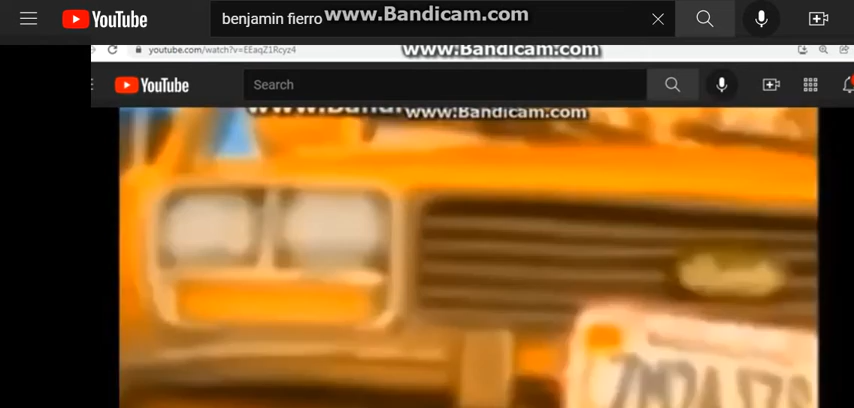 YouTube benjamin fierro www.Bandicam.com
youtube.com/watch?v=EEaqZ1Rcyz4 www.Bandicam.com
YouTube Search
www.Bandicam.com